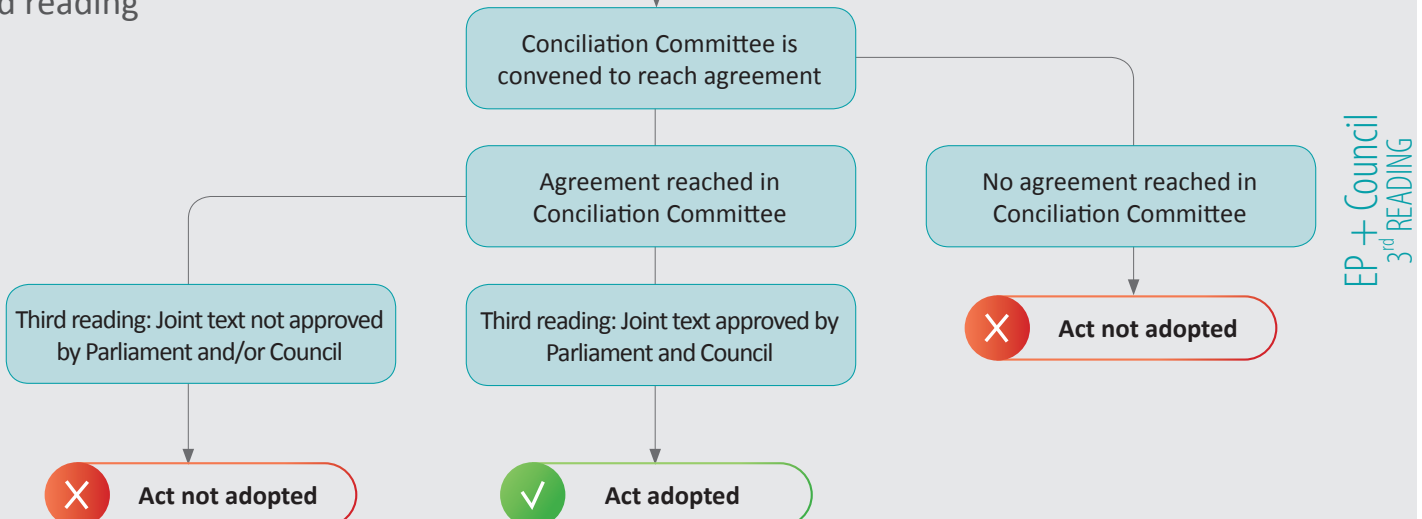 reading
Conciliation Committee is
convened to reach agreement
Agreement reached in
Conciliation Committee
No agreement reached in
Conciliation Committee
EP + Council
3rd READING
Third reading: Joint text not approved
by Parliament and/or Council
Third reading: Joint text approved by
Parliament and Council
Act not adopted
Act not adopted
Act adopted